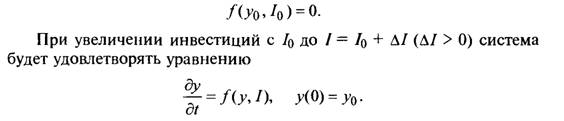 f(y₀, I₀) = 0.
При увеличении инвестиций с I₀ до I = I₀ + ΔI (ΔI > 0) система
будет удовлетворять уравнению
∂y/∂t = f(y, I), y(0) = y₀.